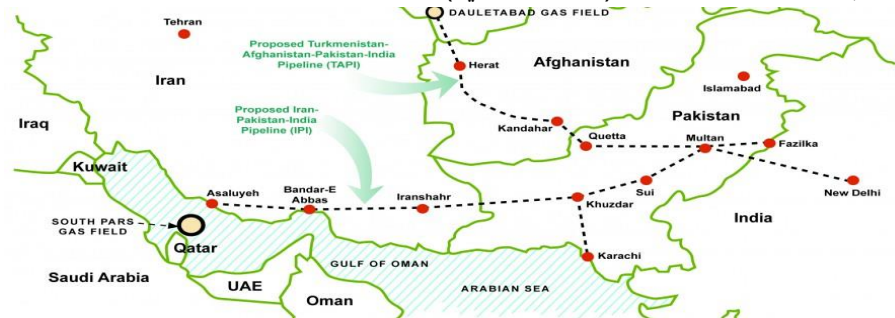 DAULETABAD GAS FIELD
Tehran
Proposed Turkmenistan-
Afghanistan-Pakistan-India
Pipeline (TAPI)
Herat
Afghanistan
Iran
Islamabad
Proposed Iran-
Pakistan-India
Pipeline (IPI)
Pakistan
Iraq
Kandahar
Quetta
Multan
Fazilka
Kuwait
Asaluyeh
Bandar-E
Abbas
Iranshahr
Sui
New Delhi
Khuzdar
SOUTH PARS
GAS FIELD
India
Qatar
Karachi
GULF OF OMAN
Saudi Arabia
UAE
ARABIAN SEA
Oman